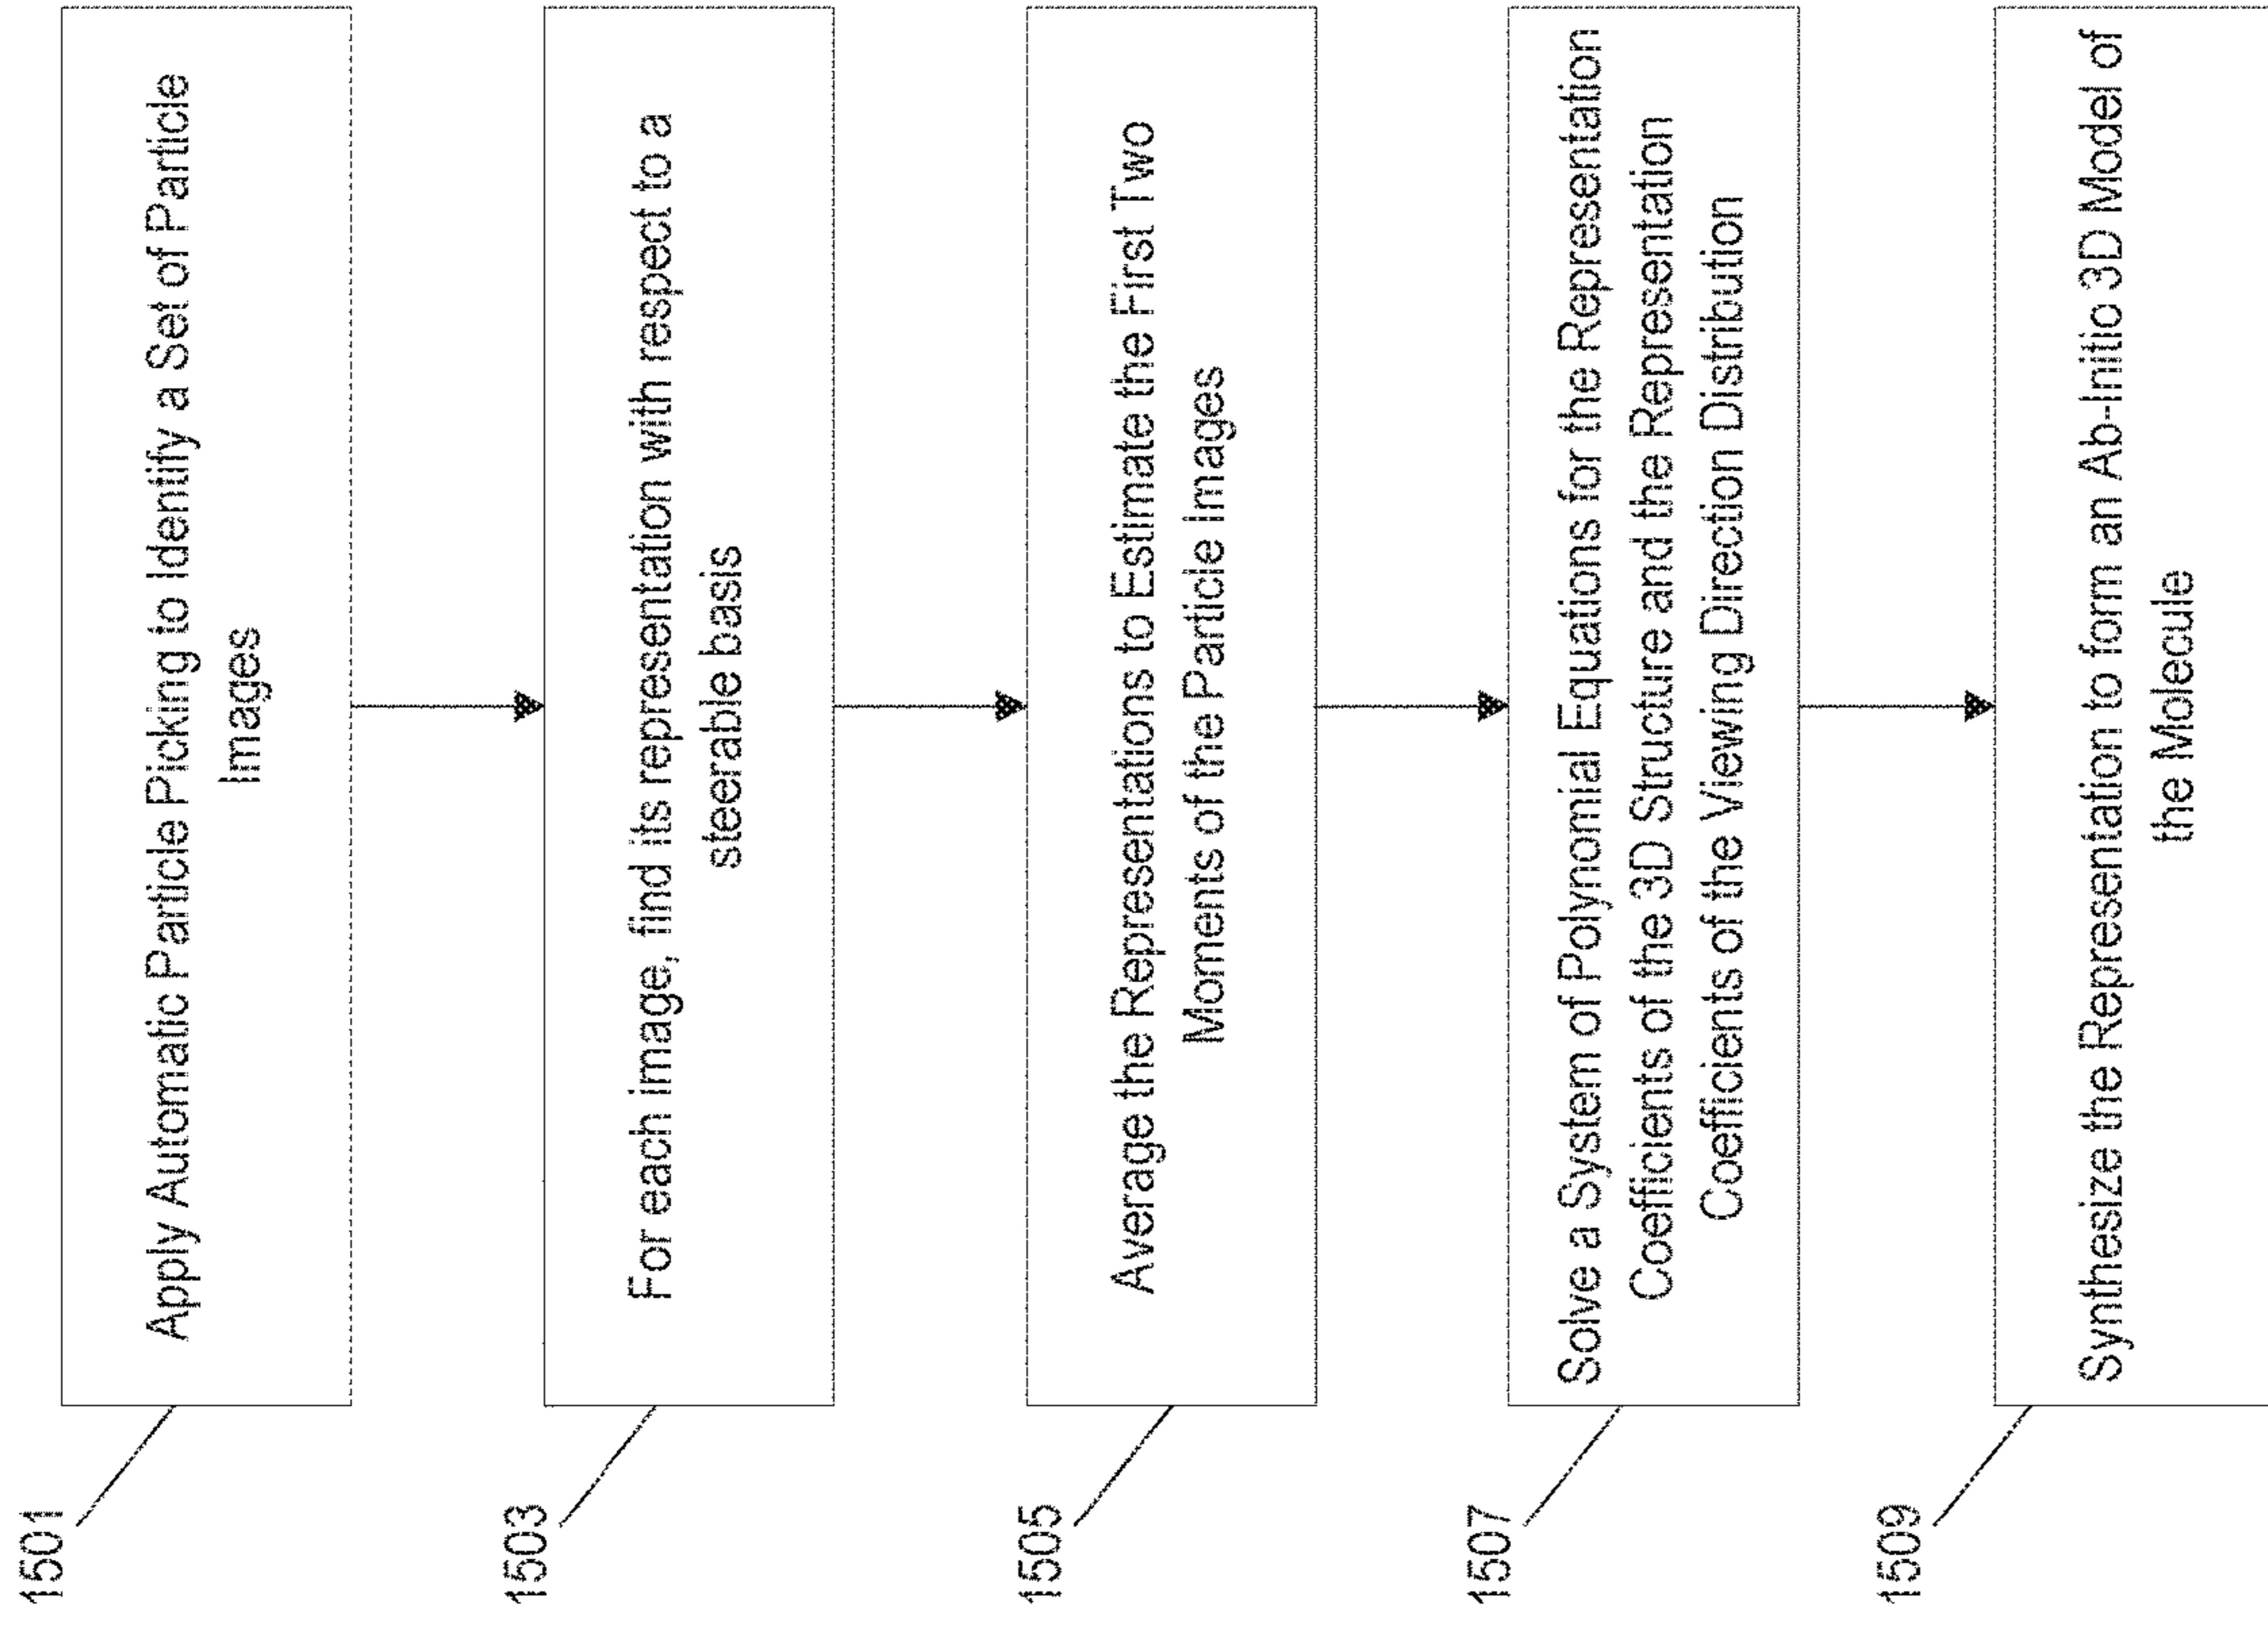 1501
Apply Automatic Particle Picking to Identify a Set of Particle
Images
1503
For each image, find its representation with respect to a
steerable basis
1505
Average the Representations to Estimate the First Two
Moments of the Particle Images
1507
Solve a System of Polynomial Equations for the Representation
Coefficients of the 3D Structure and the Representation
Coefficients of the Viewing Direction Distribution
1509
Synthesize the Representation to form an Ab-Initio 3D Model of
the Molecule